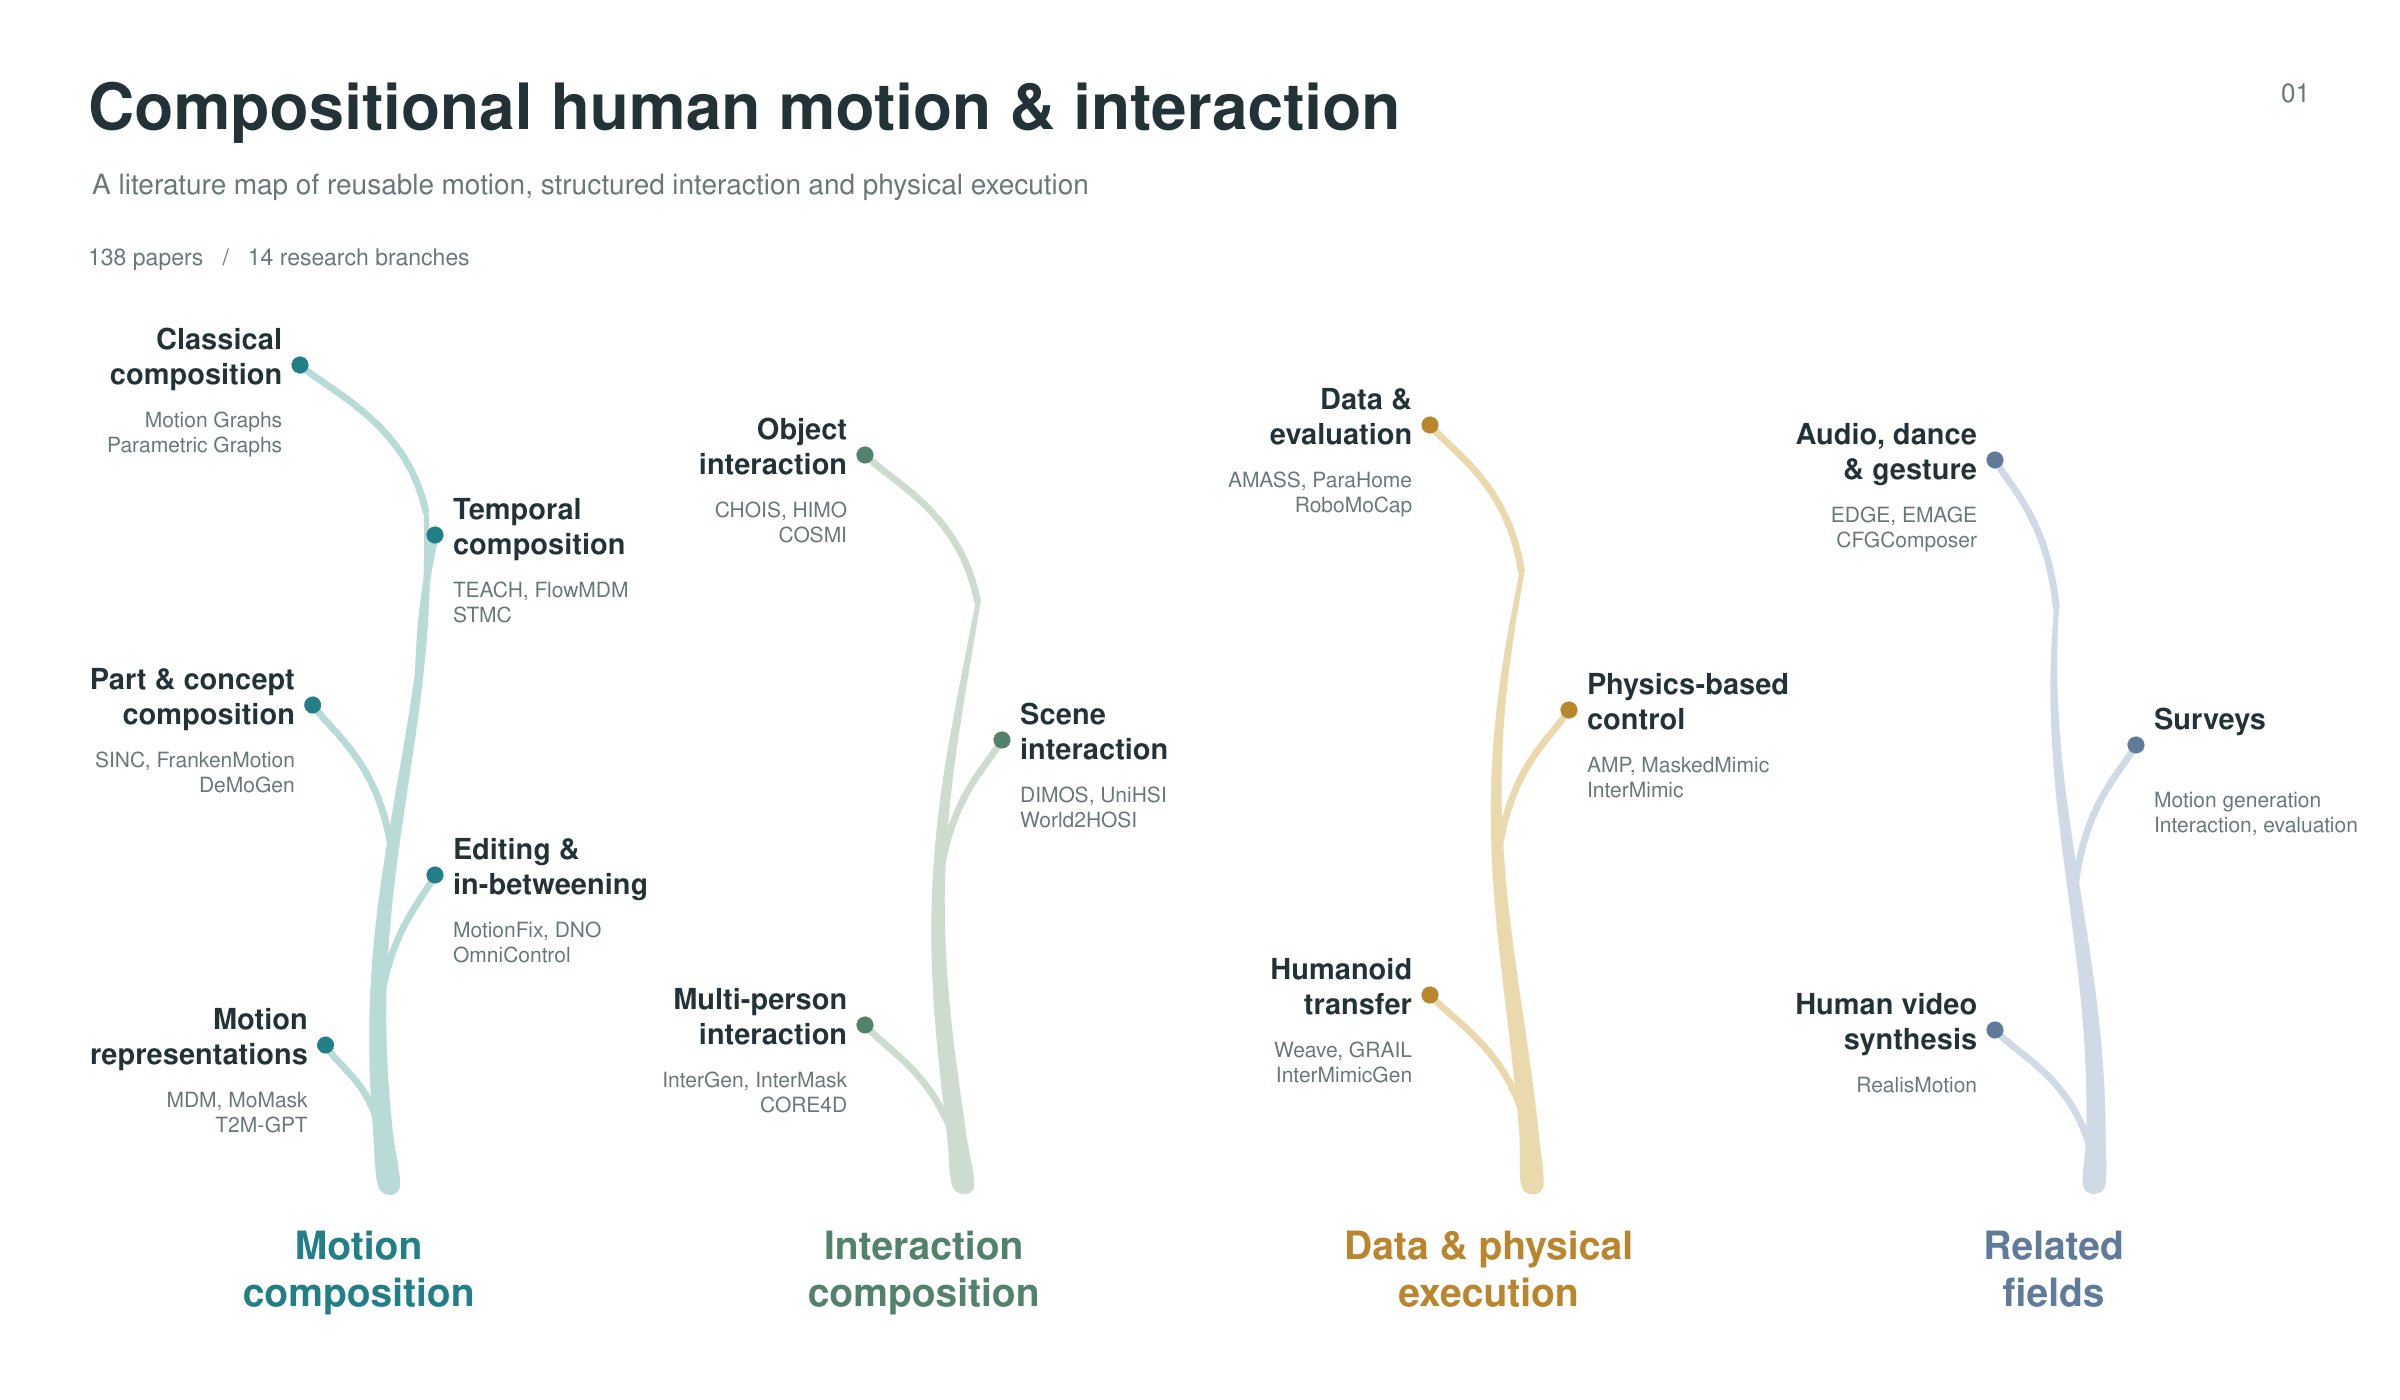 Compositional human motion & interaction
01
A literature map of reusable motion, structured interaction and physical execution
138 papers / 14 research branches
Classical
composition
Motion Graphs
Parametric Graphs
Temporal
composition
TEACH, FlowMDM
STMC
Part & concept
composition
SINC, FrankenMotion
DeMoGen
Editing &
in-betweening
MotionFix, DNO
OmniControl
Motion
representations
MDM, MoMask
T2M-GPT
Motion
composition
Object
interaction
CHOIS, HIMO
COSMI
Scene
interaction
DIMOS, UniHSI
World2HOSI
Multi-person
interaction
InterGen, InterMask
CORE4D
Interaction
composition
Data &
evaluation
AMASS, ParaHome
RoboMoCap
Physics-based
control
AMP, MaskedMimic
InterMimic
Humanoid
transfer
Weave, GRAIL
InterMimicGen
Data & physical
execution
Audio, dance
& gesture
EDGE, EMAGE
CFGComposer
Surveys
Motion generation
Interaction, evaluation
Human video
synthesis
RealisMotion
Related
fields